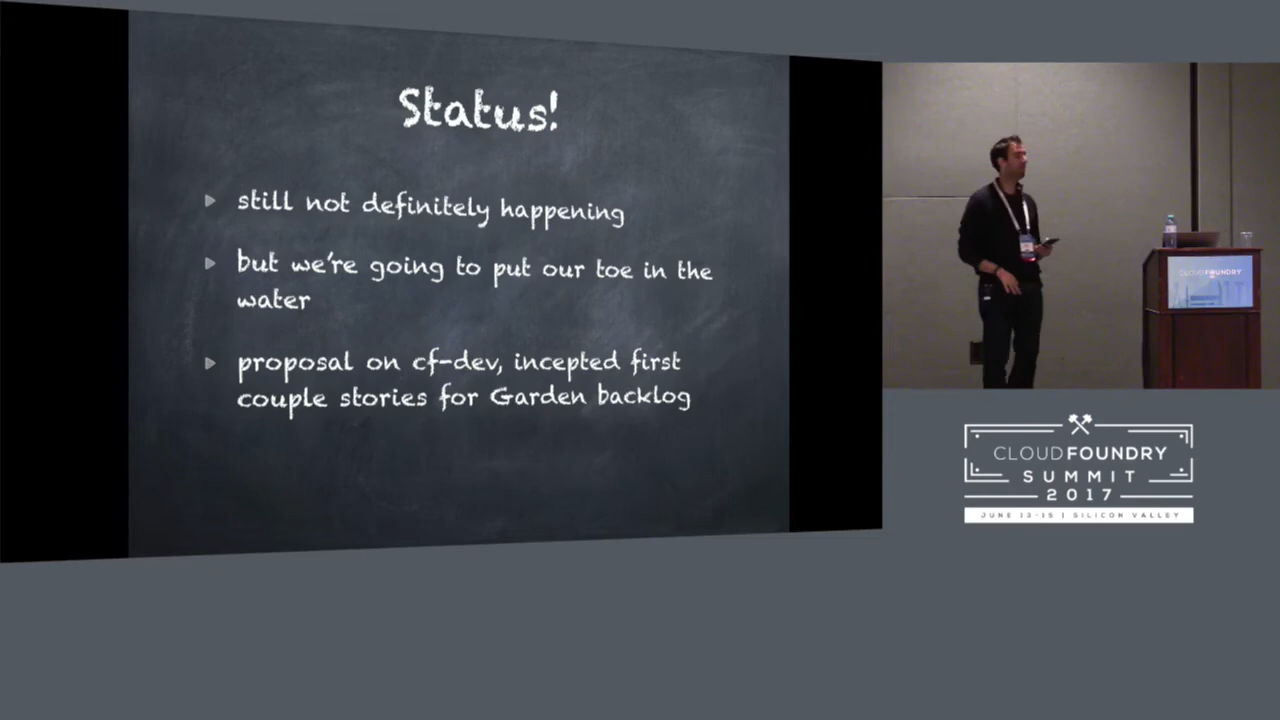 Status!
still not definitely happening
but we're going to put our toe in the
water
proposal on cf-dev, incepted first
couple stories for Garden backlog
CLOUD FOUNDRY
CLOUDFOUNDRY
SUMMIT
2017
JUNE 13-15 | SILICON VALLEY